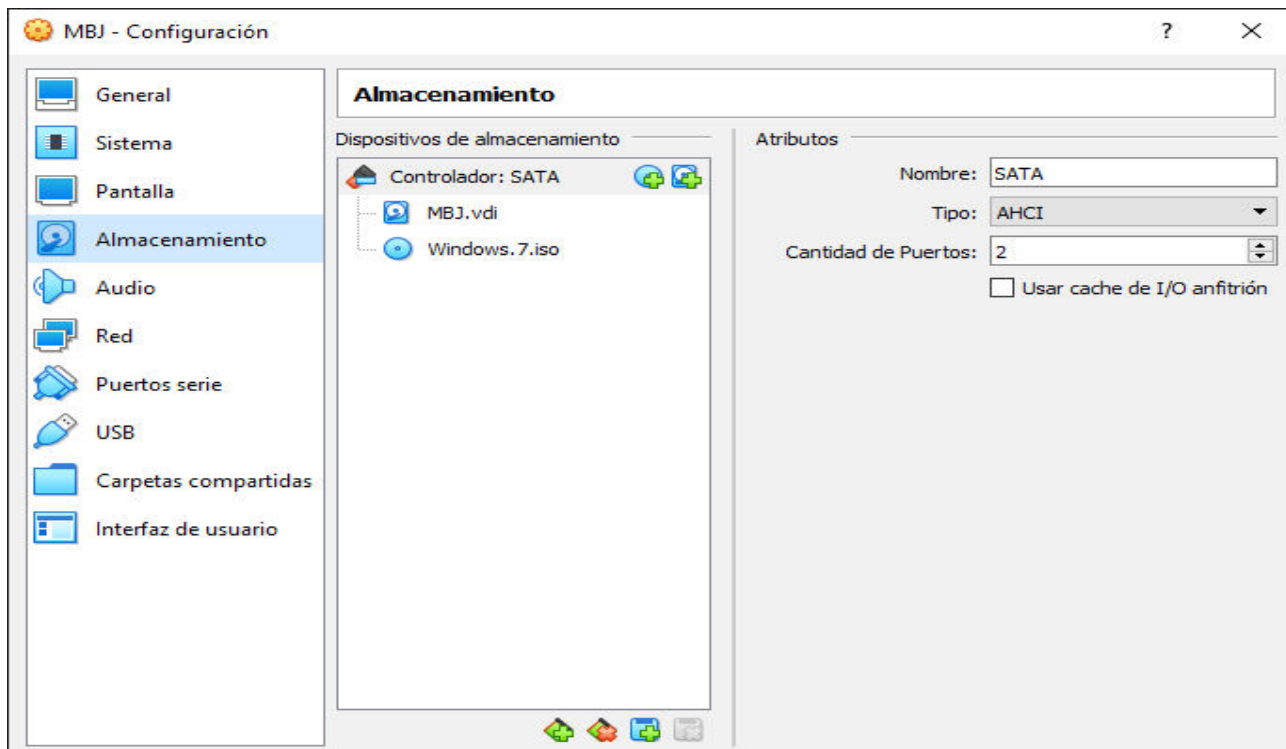 MBJ - Configuración
?
General
Sistema
Pantalla
Almacenamiento
Audio
Red
Puertos serie
USB
Carpetas compartidas
Interfaz de usuario
Almacenamiento
Dispositivos de almacenamiento
Controlador: SATA
MBJ.vdi
Windows.7.iso
Atributos
Nombre: SATA
Tipo: AHCI
Cantidad de Puertos: 2
Usar cache de I/O anfitrión